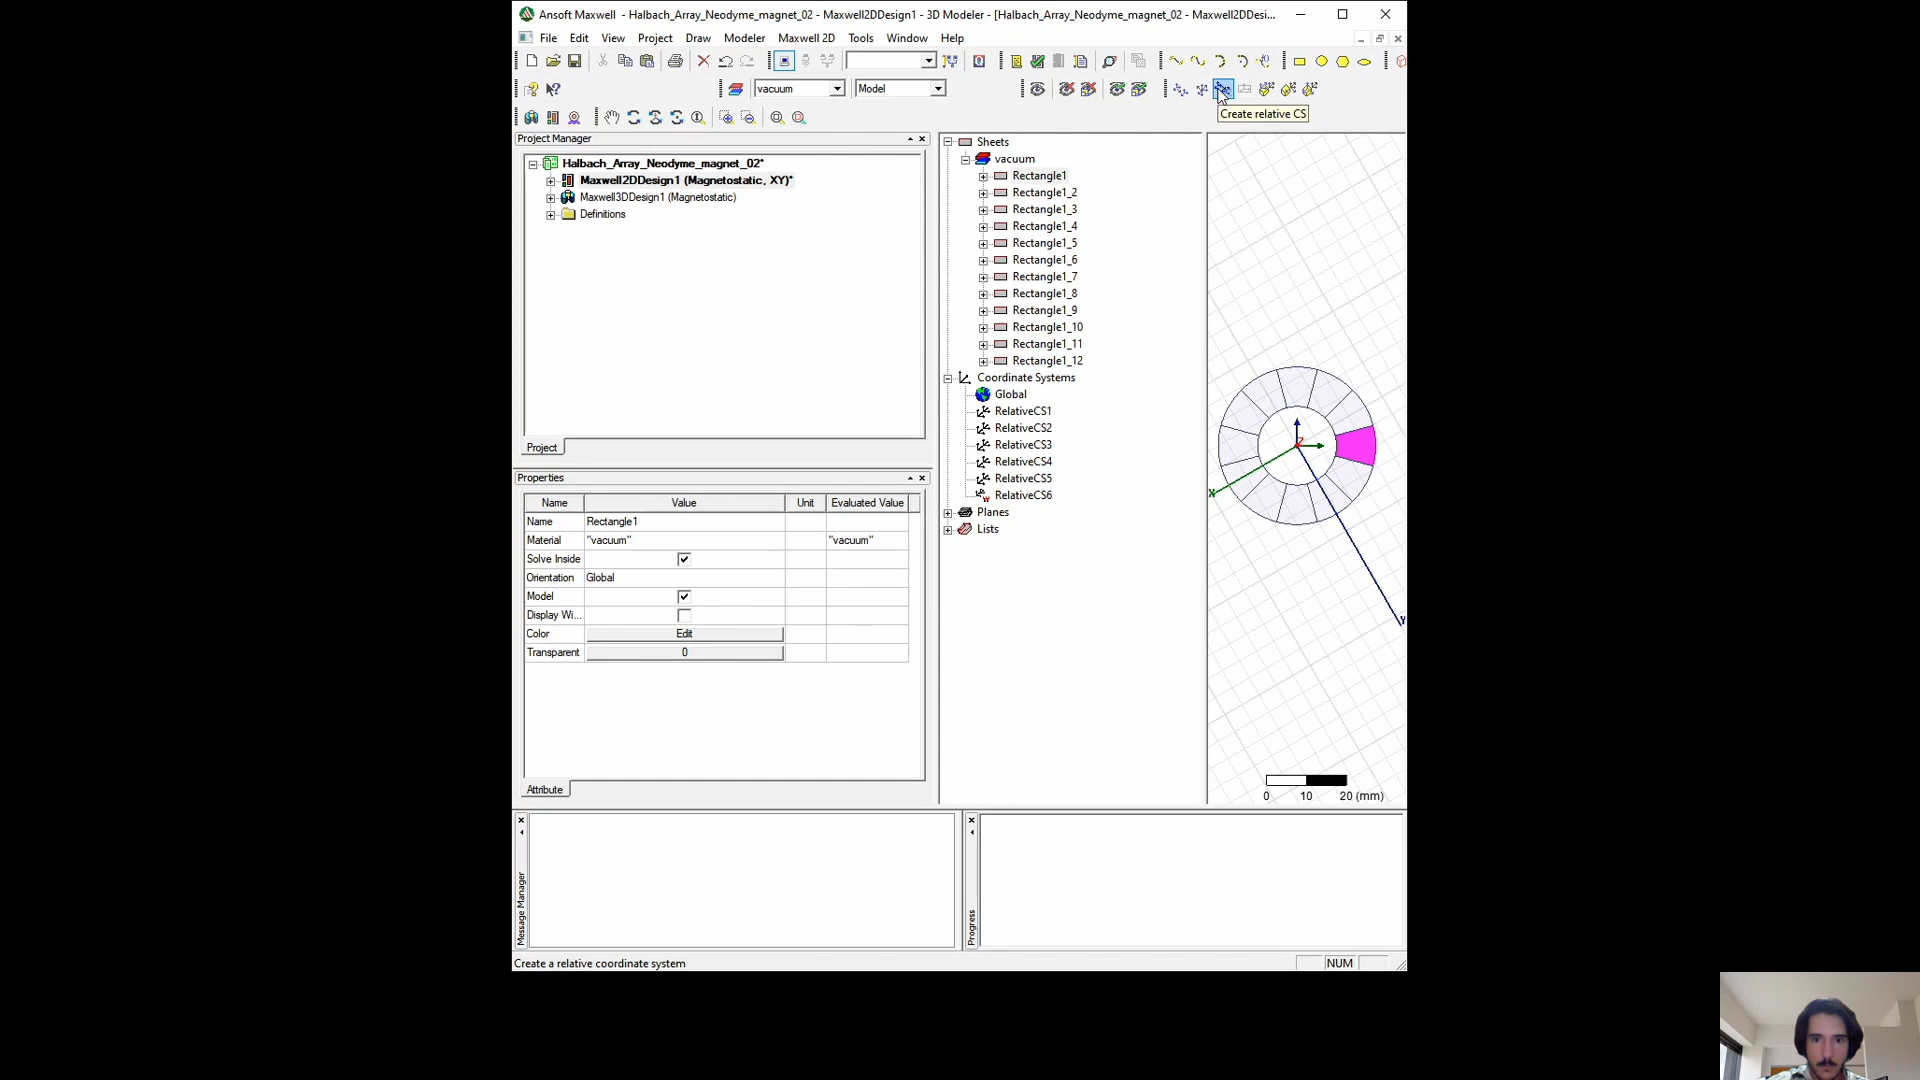 Ansoft Maxwell - Halbach_Array_Neodyme_magnet_02 - Maxwell2DDesign1 - 3D Modeler - [Halbach_Array_Neodyme_magnet_02 - Maxwell2DDesi...
File Edit View Project Draw Modeler Maxwell 2D Tools Window Help
vacuum Model
Create relative CS
Project Manager
Halbach_Array_Neodyme_magnet_02*
Maxwell2DDesign1 (Magnetostatic, XY)*
Maxwell3DDesign1 (Magnetostatic)
Definitions
Project
Properties
Name Value Unit Evaluated Value
Name Rectangle1
Material "vacuum" "vacuum"
Solve Inside
Orientation Global
Model
Display Wi...
Color Edit
Transparent 0
Attribute
Sheets
vacuum
Rectangle1
Rectangle1_2
Rectangle1_3
Rectangle1_4
Rectangle1_5
Rectangle1_6
Rectangle1_7
Rectangle1_8
Rectangle1_9
Rectangle1_10
Rectangle1_11
Rectangle1_12
Coordinate Systems
Global
RelativeCS1
RelativeCS2
RelativeCS3
RelativeCS4
RelativeCS5
RelativeCS6
Planes
Lists
Z
X
Y
0 10 20 (mm)
Message Manager
Progress
Create a relative coordinate system
NUM